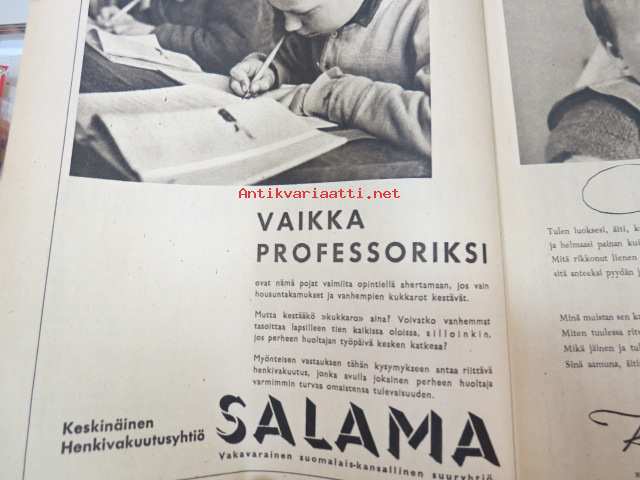 Antikvariaatti.net
VAIKKA
PROFESSORIKSI
ovat nämä pojat valmiita opintiellä ahertamaan, jos vain
housuntakamukset ja vanhempien kukkarot kestävät.
Mutta kestääkö »kukkaro» aina? Voivatko vanhemmat
tasoittaa lapsilleen tien kaikissa oloissa, silloinkin,
jos perheen huoltajan työpäivä kesken katkeaa?
Myönteisen vastauksen tähän kysymykseen antaa riittävä
henkivakuutus, jonka avulla jokainen perheen huoltaja
varmimmin turvaa omaistensa tulevaisuuden.
Keskinäinen
Henkivakuutusyhtiö
SALAMA
Vakavarainen suomalais-kansallinen suuryhtiö
Tulen luoksesi, äiti,
ja helmaasi painan
Mitä rikkonut lienen
sitä anteeksi pyydän
Minä muistan sen
Miten tuulessa
Mikä jäinen ja
Sinä aamuna,